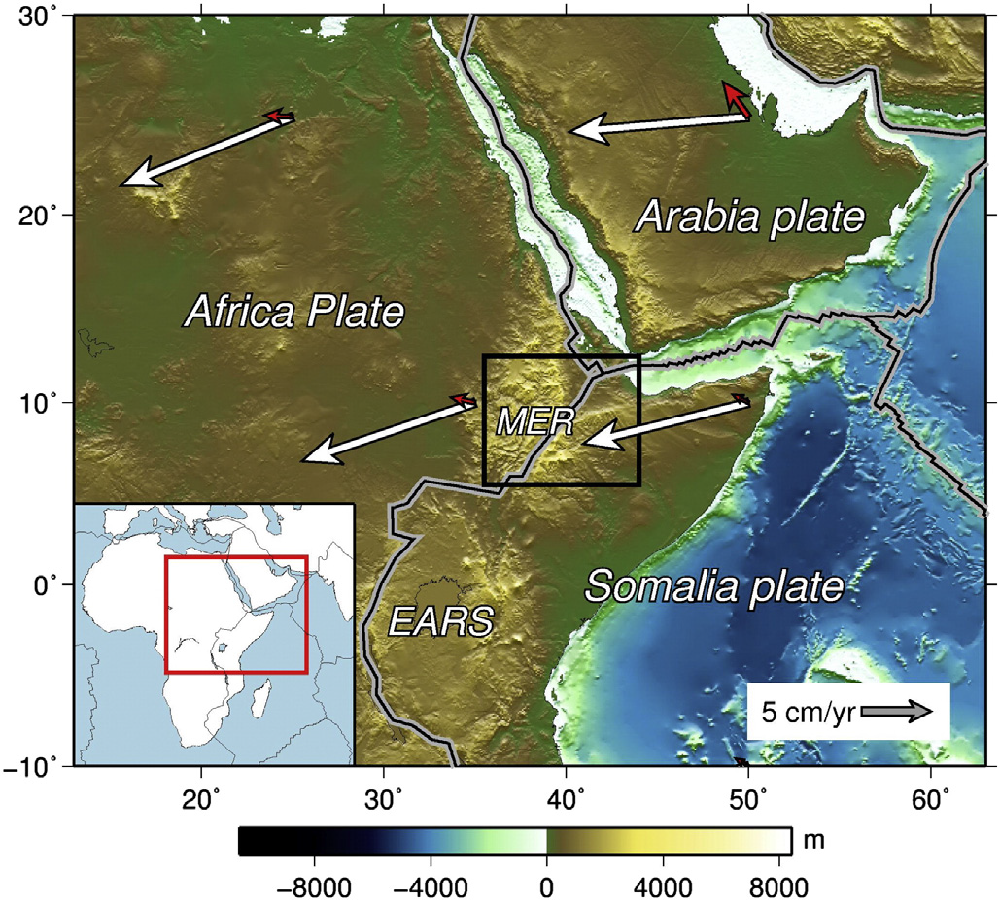 30°
20°
10°
0°
−10°
Arabia plate
Africa Plate
MER
Somalia plate
EARS
5 cm/yr
20°
30°
40°
50°
60°
m
−8000
−4000
0
4000
8000